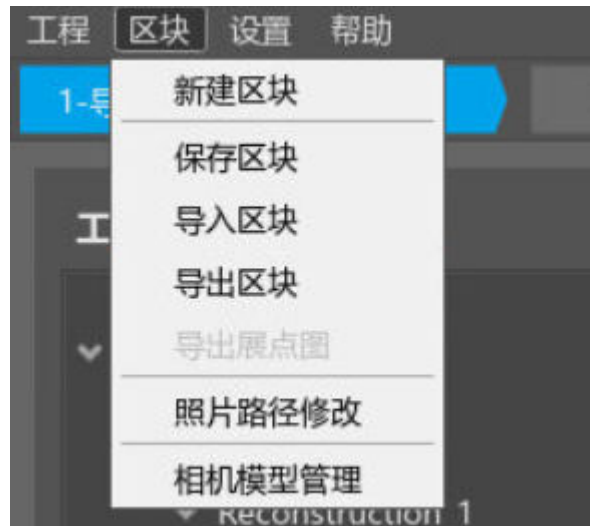 工程 区块 设置 帮助
1-导
新建区块
保存区块
工
导入区块
导出区块
导出展点图
照片路径修改
相机模型管理
Reconstruction 1